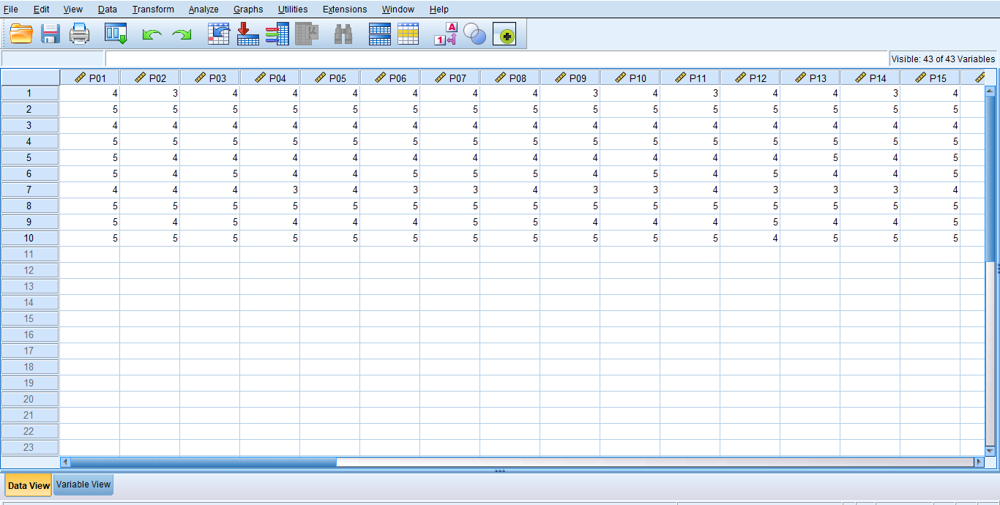 File Edit View Data Transform Analyze Graphs Utilities Extensions Window Help
A
1
μ
Visible: 43 of 43 Variables
P01 P02 P03 P04 P05 P06 P07 P08 P09 P10 P11 P12 P13 P14 P15
1 4 3 4 4 4 4 4 4 3 4 3 4 4 3 4
2 5 5 5 5 5 5 5 5 5 5 5 5 5 5 5
3 4 4 4 4 4 4 4 4 4 4 4 4 4 4 4
4 5 5 5 5 5 5 5 5 5 5 5 5 5 5 5
5 5 4 4 4 4 4 4 4 4 4 4 4 5 4 5
6 5 4 5 4 4 5 5 5 4 5 4 5 4 4 5
7 4 4 4 3 4 3 3 4 3 3 4 3 3 3 4
8 5 5 5 5 5 5 5 5 5 5 5 5 5 5 5
9 5 4 5 4 4 4 5 5 4 4 4 5 4 4 5
10 5 5 5 5 5 5 5 5 5 5 5 4 5 5 5
11
12
13
14
15
16
17
18
19
20
21
22
23
Data View Variable View